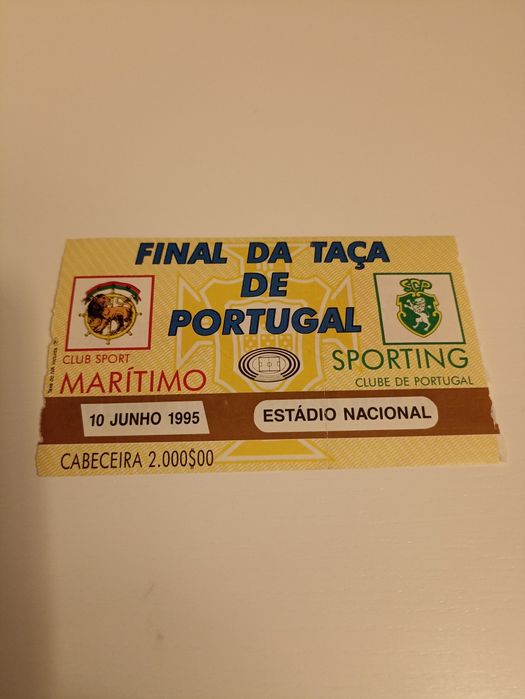 FINAL DA TAÇA
DE
PORTUGAL
CLUB SPORT
MARÍTIMO
SCP
SPORTING
CLUBE DE PORTUGAL
10 JUNHO 1995
ESTÁDIO NACIONAL
CABECEIRA 2.000$00